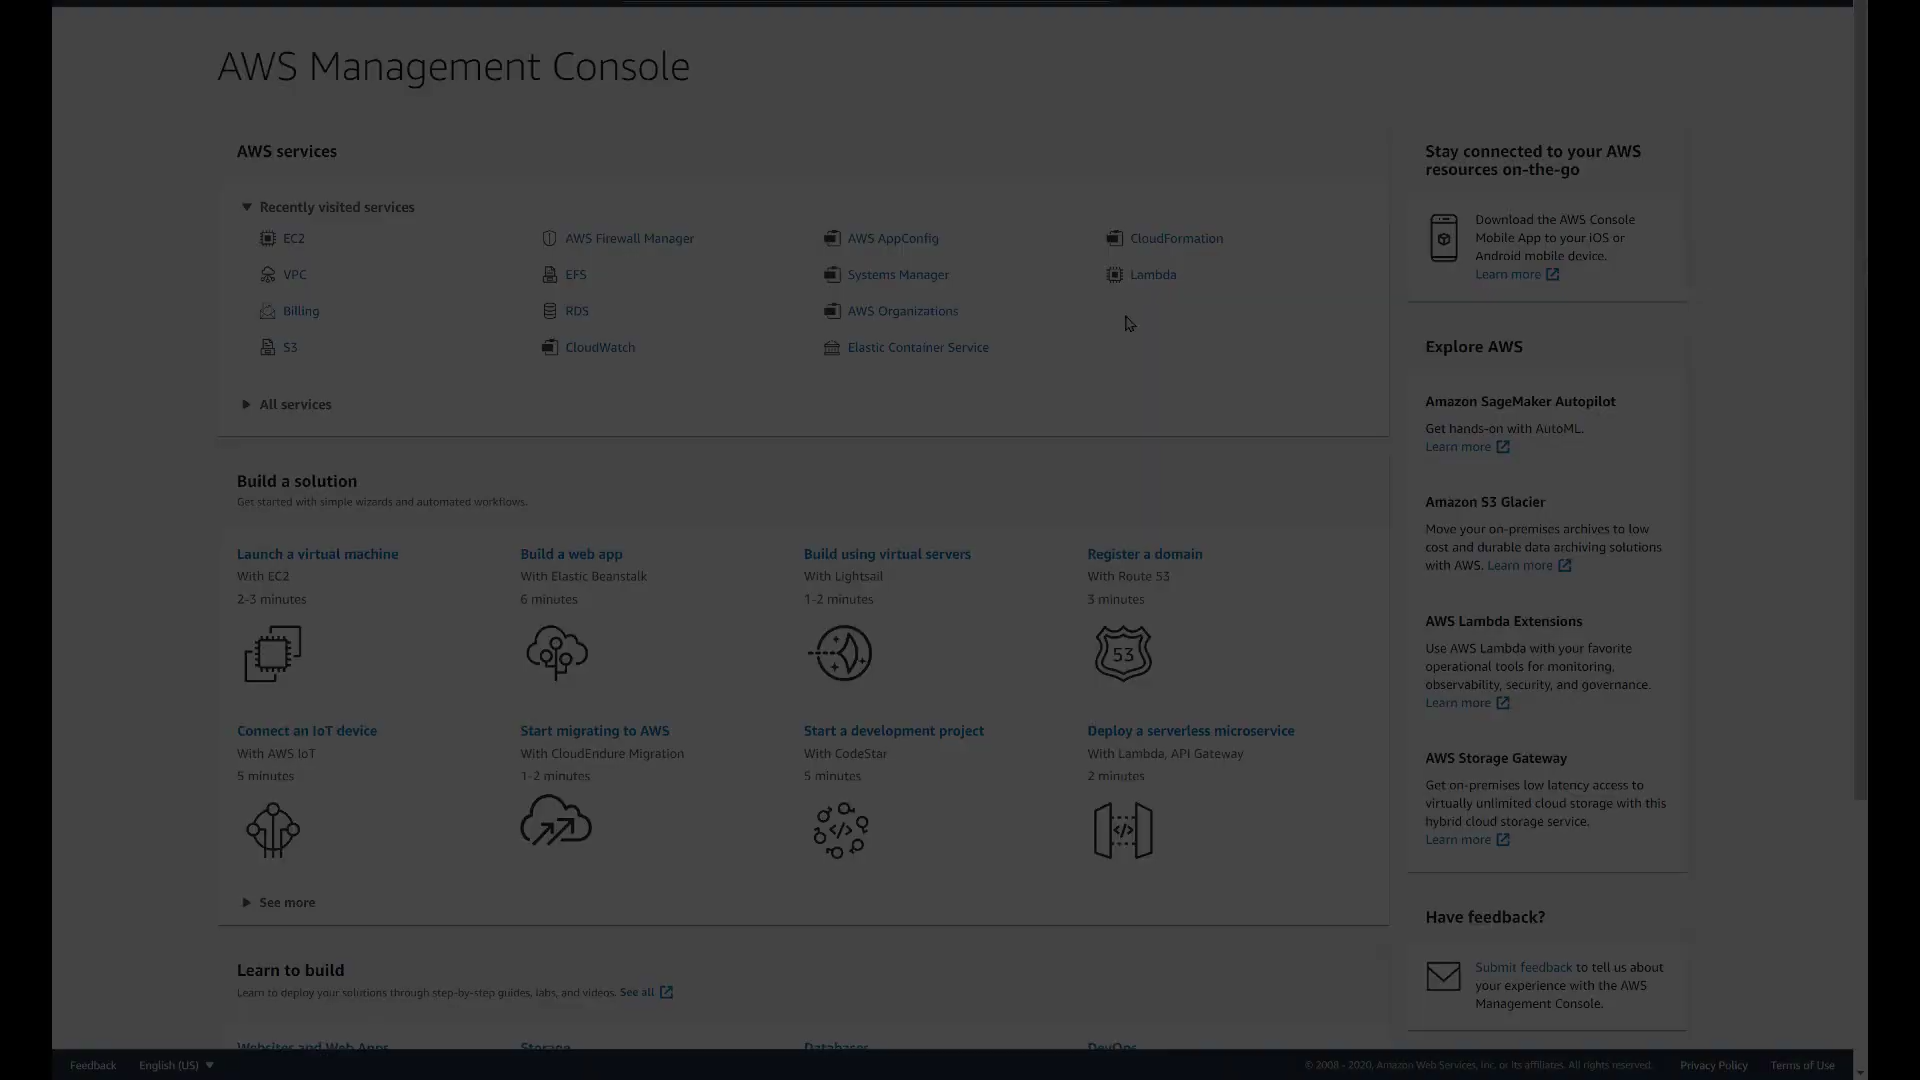 AWS Management Console
AWS services
Recently visited services
EC2
AWS Firewall Manager
AWS AppConfig
CloudFormation
VPC
EFS
Systems Manager
Lambda
Billing
RDS
AWS Organizations
S3
CloudWatch
Elastic Container Service
All services
Build a solution
Get started with simple wizards and automated workflows.
Launch a virtual machine
With EC2
2-3 minutes
Build a web app
With Elastic Beanstalk
6 minutes
Build using virtual servers
With Lightsail
1-2 minutes
Register a domain
With Route 53
3 minutes
53
Connect an IoT device
With AWS IoT
5 minutes
Start migrating to AWS
With CloudEndure Migration
1-2 minutes
Start a development project
With CodeStar
5 minutes
</>
Deploy a serverless microservice
With Lambda, API Gateway
2 minutes
</>
See more
Learn to build
Learn to deploy your solutions through step-by-step guides, labs, and videos. See all
Websites and Web Apps
Storage
Databases
DevOps
Stay connected to your AWS
resources on-the-go
Download the AWS Console
Mobile App to your iOS or
Android mobile device.
Learn more
Explore AWS
Amazon SageMaker Autopilot
Get hands-on with AutoML.
Learn more
Amazon S3 Glacier
Move your on-premises archives to low
cost and durable data archiving solutions
with AWS. Learn more
AWS Lambda Extensions
Use AWS Lambda with your favorite
operational tools for monitoring,
observability, security, and governance.
Learn more
AWS Storage Gateway
Get on-premises low latency access to
virtually unlimited cloud storage with this
hybrid cloud storage service.
Learn more
Have feedback?
Submit feedback to tell us about
your experience with the AWS
Management Console.
Feedback
English (US)
© 2008 - 2020, Amazon Web Services, Inc. or its affiliates. All rights reserved.
Privacy Policy
Terms of Use